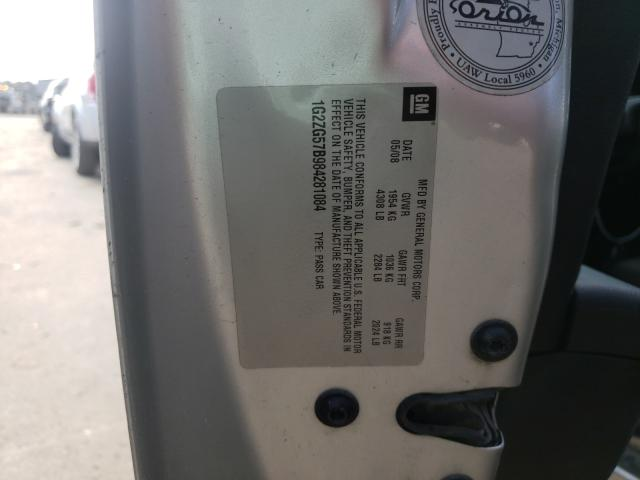 GM
MFD BY GENERAL MOTORS CORP.
DATE GVWR GAWR FRT GAWR RR
05/08 1954 KG 1036 KG 918 KG
4308 LB 2284 LB 2024 LB
THIS VEHICLE CONFORMS TO ALL APPLICABLE U.S. FEDERAL MOTOR
VEHICLE SAFETY, BUMPER, AND THEFT PREVENTION STANDARDS IN
EFFECT ON THE DATE OF MANUFACTURE SHOWN ABOVE.
1G2ZG57B984281084 TYPE: PASS CAR
Orion
Proudly
UAW Local 5960
Michigan